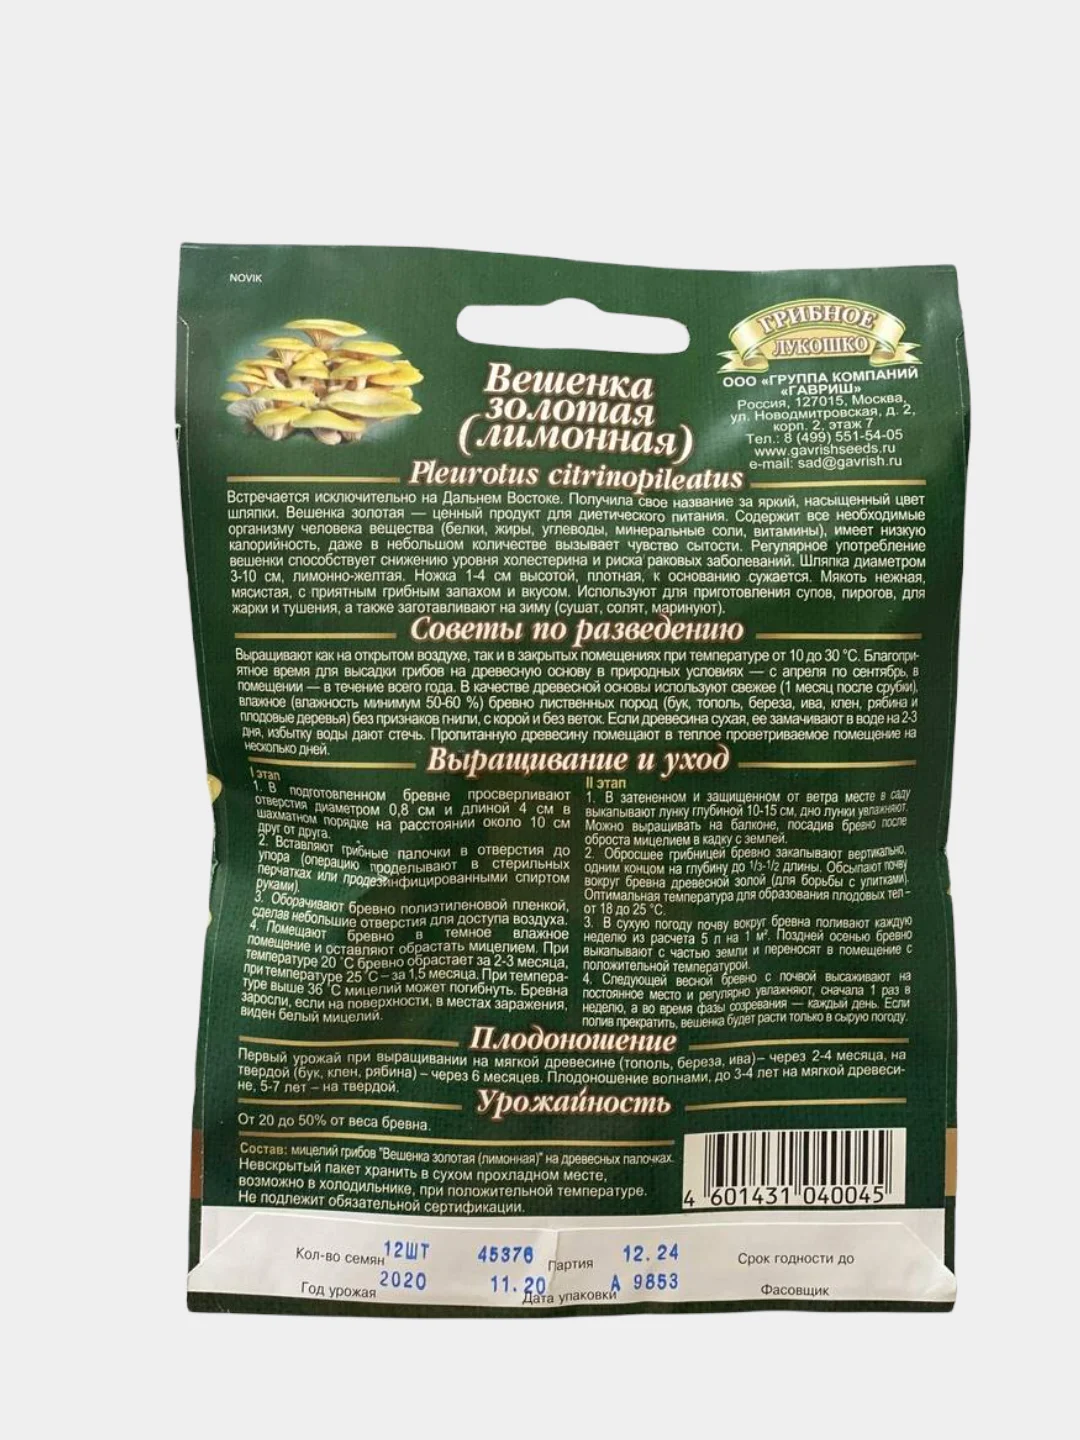 NOVIK
ГРИБНОЕ
ЛУКОШКО
Вешенка
золотая
(лимонная)
Pleurotus citrinopileatus
ООО «ГРУППА КОМПАНИЙ
«ГАВРИШ»
Россия, 127015, Москва,
ул. Новодмитровская, д. 2,
корп. 2, этаж 7
Тел.: 8 (499) 551-54-05
www.gavrishseeds.ru
e-mail: sad@gavrish.ru
Встречается исключительно на Дальнем Востоке. Получила свое название за яркий, насыщенный цвет
шляпки. Вешенка золотая — ценный продукт для диетического питания. Содержит все необходимые
организму человека вещества (белки, жиры, углеводы, минеральные соли, витамины), имеет низкую
калорийность, даже в небольшом количестве вызывает чувство сытости. Регулярное употребление
вешенки способствует снижению уровня холестерина и риска раковых заболеваний. Шляпка диаметром
3-10 см, лимонно-желтая. Ножка 1-4 см высотой, плотная, к основанию сужается. Мякоть нежная,
мясистая, с приятным грибным запахом и вкусом. Используют для приготовления супов, пирогов, для
жарки и тушения, а также заготавливают на зиму (сушат, солят, маринуют).
Советы по разведению
Выращивают как на открытом воздухе, так и в закрытых помещениях при температуре от 10 до 30 °С. Благопри-
ятное время для высадки грибов на древесную основу в природных условиях — с апреля по сентябрь, в
помещении — в течение всего года. В качестве древесной основы используют свежее (1 месяц после срубки),
влажное (влажность минимум 50-60 %) бревно лиственных пород (бук, тополь, береза, ива, клен, рябина и
плодовые деревья) без признаков гнили, с корой и без веток. Если древесина сухая, ее замачивают в воде на 2-3
дня, избытку воды дают стечь. Пропитанную древесину помещают в теплое проветриваемое помещение на
несколько дней.
Выращивание и уход
I этап
1. В подготовленном бревне просверливают
отверстия диаметром 0,8 см и длиной 4 см в
шахматном порядке на расстоянии около 10 см
друг от друга.
2. Вставляют грибные палочки в отверстия до
упора (операцию проделывают в стерильных
перчатках или продезинфицированными спиртом
руками).
3. Оборачивают бревно полиэтиленовой пленкой,
сделав небольшие отверстия для доступа воздуха.
4. Помещают бревно в темное влажное
помещение и оставляют обрастать мицелием. При
температуре 20 °С бревно обрастает за 2-3 месяца,
при температуре 25 °С – за 1,5 месяца. При темпера-
туре выше 36 °С мицелий может погибнуть. Бревна
заросли, если на поверхности, в местах заражения,
виден белый мицелий.
II этап
1. В затененном и защищенном от ветра месте в саду
выкапывают лунку глубиной 10-15 см, дно лунки увлажняют.
Можно выращивать на балконе, посадив бревно после
оброста мицелием в кадку с землей.
2. Обросшее грибницей бревно закапывают вертикально,
одним концом на глубину до 1/3-1/2 длины. Обсыпают почву
вокруг бревна древесной золой (для борьбы с улитками).
Оптимальная температура для образования плодовых тел -
от 18 до 25 °С.
3. В сухую погоду почву вокруг бревна поливают каждую
неделю из расчета 5 л на 1 м². Поздней осенью бревно
выкапывают с частью земли и переносят в помещение с
положительной температурой.
4. Следующей весной бревно с почвой высаживают на
постоянное место и регулярно увлажняют, сначала 1 раз в
неделю, а во время фазы созревания — каждый день. Если
полив прекратить, вешенка будет расти только в сырую погоду.
Плодоношение
Первый урожай при выращивании на мягкой древесине (тополь, береза, ива)– через 2-4 месяца, на
твердой (бук, клен, рябина) – через 6 месяцев. Плодоношение волнами, до 3-4 лет на мягкой древеси-
не, 5-7 лет – на твердой.
Урожайность
От 20 до 50% от веса бревна.
Состав: мицелий грибов "Вешенка золотая (лимонная)" на древесных палочках.
Невскрытый пакет хранить в сухом прохладном месте,
возможно в холодильнике, при положительной температуре.
Не подлежит обязательной сертификации.
4 601431 040045
Кол-во семян 12ШТ 45376 Партия 12.24 Срок годности до
Год урожая 2020 11.20 Дата упаковки А 9853 Фасовщик